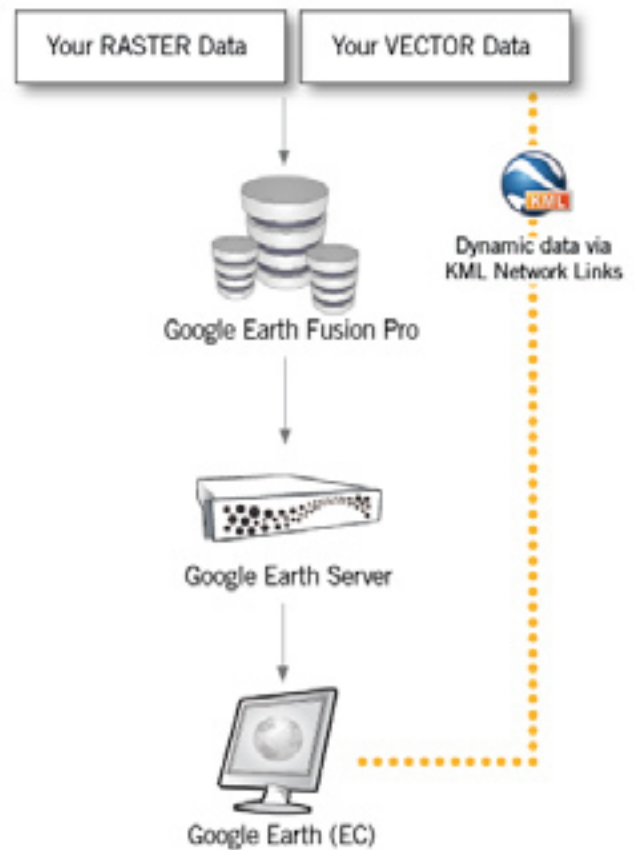 Your RASTER Data
Your VECTOR Data
KML
Dynamic data via
KML Network Links
Google Earth Fusion Pro
Google Earth Server
Google Earth (EC)